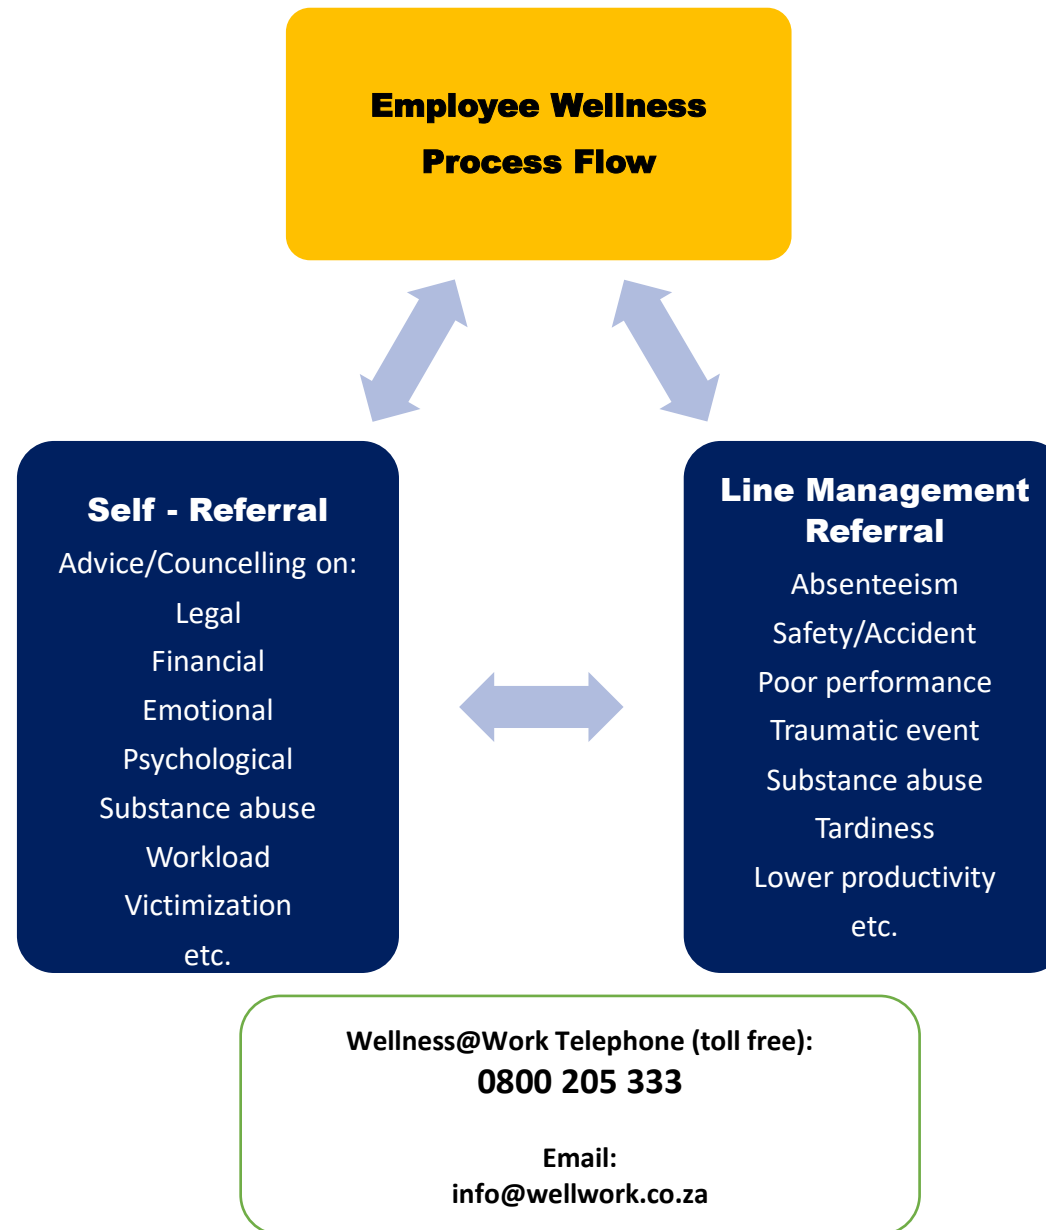 Employee Wellness
Process Flow
Self - Referral
Advice/Councelling on:
Legal
Financial
Emotional
Psychological
Substance abuse
Workload
Victimization
etc.
Line Management
Referral
Absenteeism
Safety/Accident
Poor performance
Traumatic event
Substance abuse
Tardiness
Lower productivity
etc.
Wellness@Work Telephone (toll free):
0800 205 333
Email:
info@wellwork.co.za